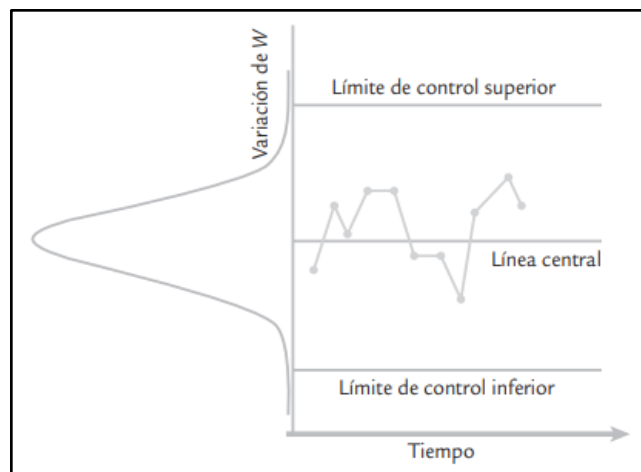 Variación de W
Límite de control superior
Línea central
Límite de control inferior
Tiempo